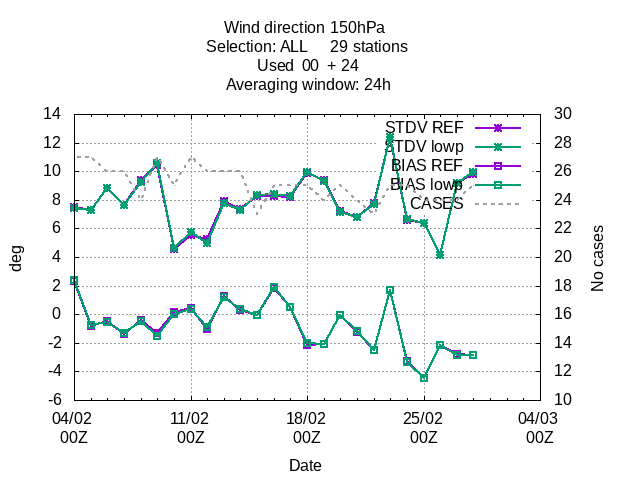 Wind direction 150hPa
Selection: ALL     29 stations
Used  00  + 24
Averaging window: 24h
14 30
12 28
10 26
8 24
6 22
4 20
2 18
0 16
-2 14
-4 12
-6 10
STDV REF
STDV lowp
BIAS REF
BIAS lowp
CASES
deg
No cases
04/02 11/02 18/02 25/02 04/03
00Z 00Z 00Z 00Z 00Z
Date